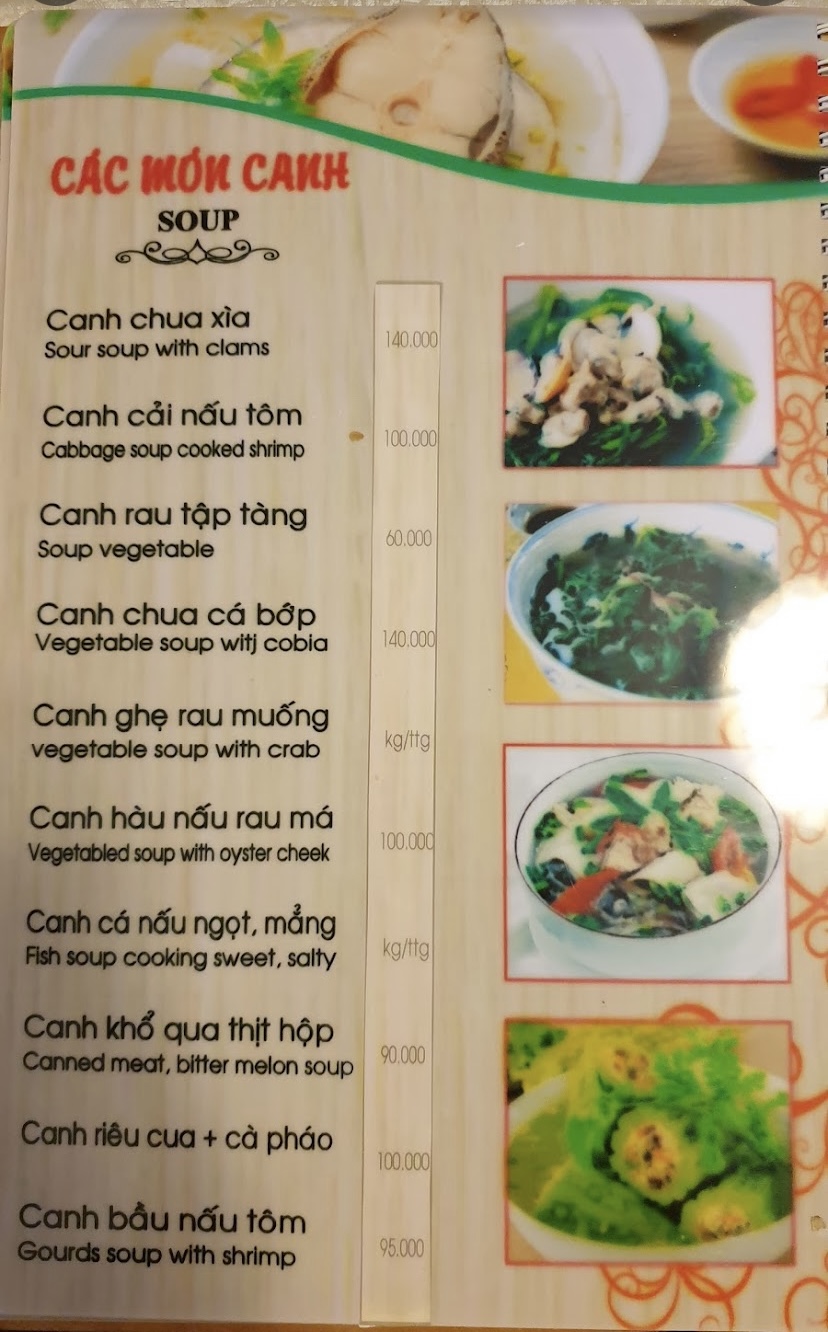 CÁC MÓN CANH
SOUP
Canh chua xìa
Sour soup with clams
140.000
Canh cải nấu tôm
Cabbage soup cooked shrimp
100.000
Canh rau tập tàng
Soup vegetable
60.000
Canh chua cá bớp
Vegetable soup witj cobia
140.000
Canh ghẹ rau muống
vegetable soup with crab
kg/ttg
Canh hàu nấu rau má
Vegetabled soup with oyster cheek
100.000
Canh cá nấu ngọt, mẳng
Fish soup cooking sweet, salty
kg/ttg
Canh khổ qua thịt hộp
Canned meat, bitter melon soup
90.000
Canh riêu cua + cà pháo
100.000
Canh bầu nấu tôm
Gourds soup with shrimp
95.000